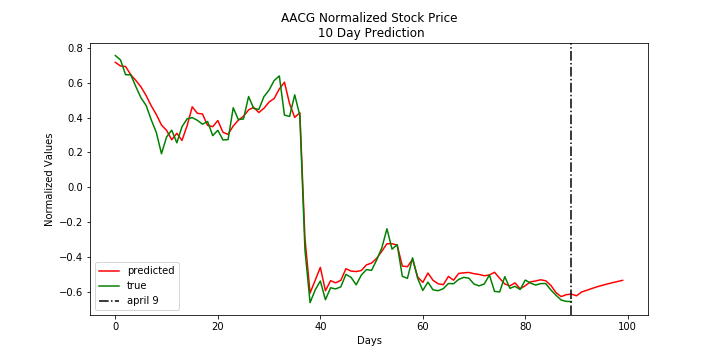 AACG Normalized Stock Price
10 Day Prediction
0.8
0.6
0.4
0.2
0.0
−0.2
−0.4
−0.6
Normalized Values
predicted
true
april 9
0
20
40
60
80
100
Days